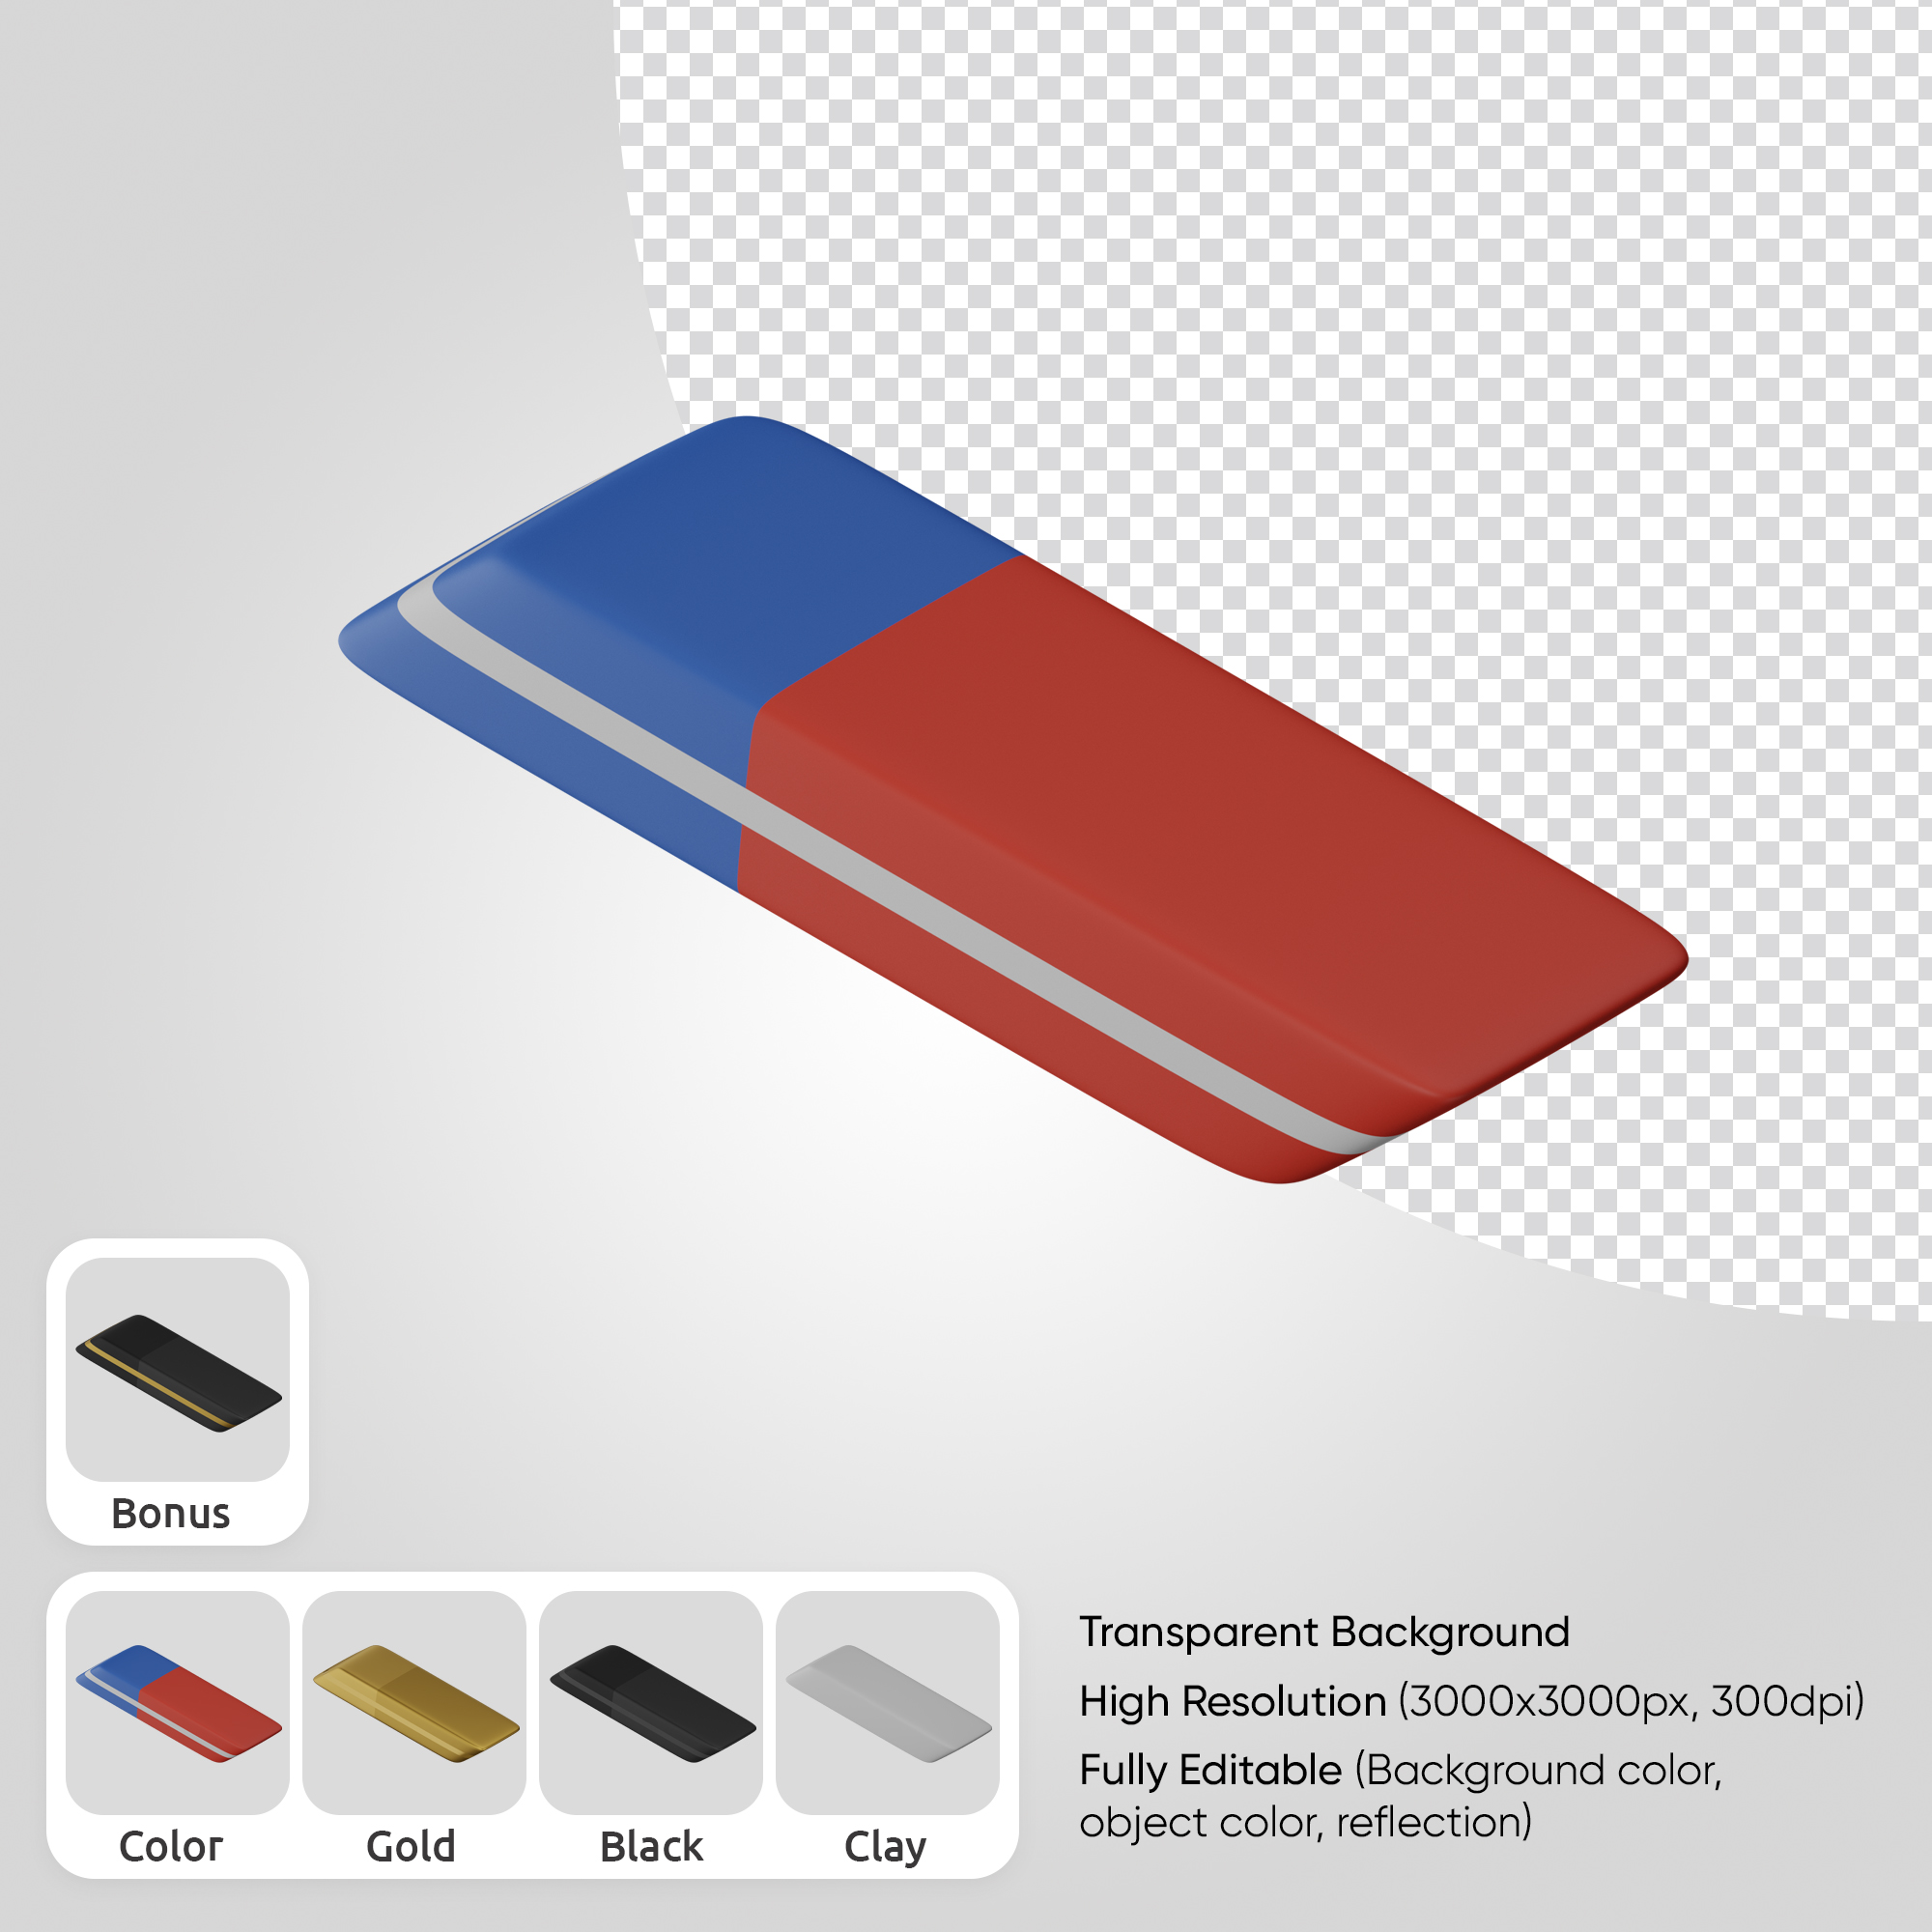 Bonus
Color
Gold
Black
Clay
Transparent Background
High Resolution (3000x3000px, 300dpi)
Fully Editable (Background color,
object color, reflection)